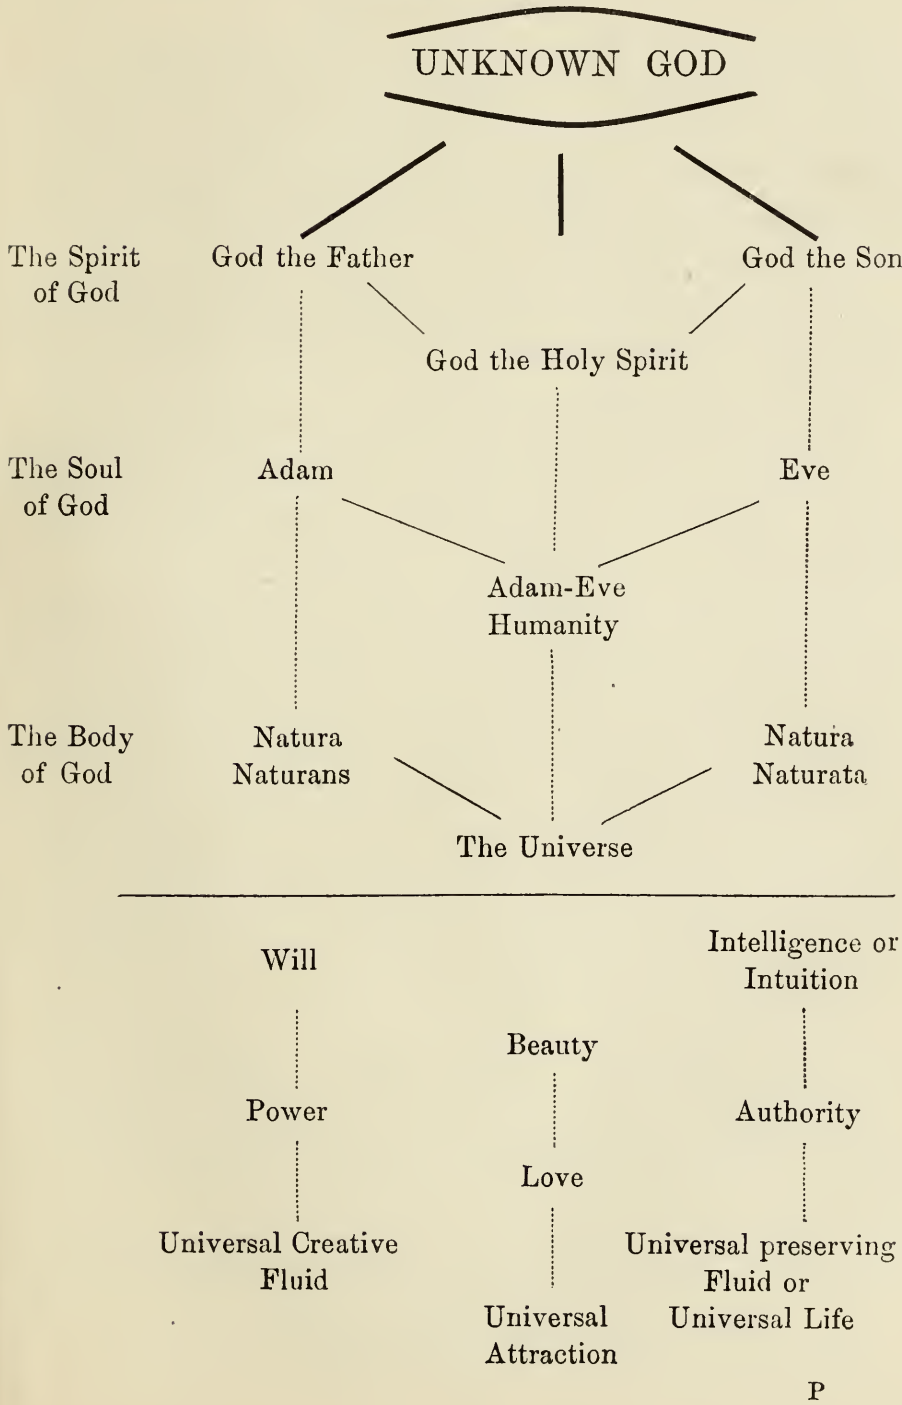 UNKNOWN GOD
The Spirit
of God
God the Father
God the Son
God the Holy Spirit
The Soul
of God
Adam
Eve
Adam-Eve
Humanity
The Body
of God
Natura
Naturans
Natura
Naturata
The Universe
Will
Intelligence or
Intuition
Beauty
Power
Authority
Love
Universal Creative
Fluid
Universal preserving
Fluid or
Universal Life
Universal
Attraction
P